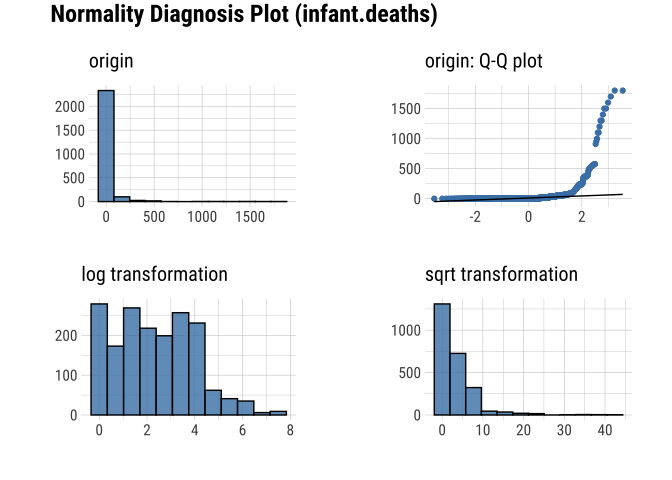 Normality Diagnosis Plot (infant.deaths)
origin
2000
1500
1000
500
0
0 500 1000 1500
origin: Q-Q plot
1500
1000
500
0
-2 0 2
log transformation
200
100
0
0 2 4 6 8
sqrt transformation
1000
500
0
0 10 20 30 40